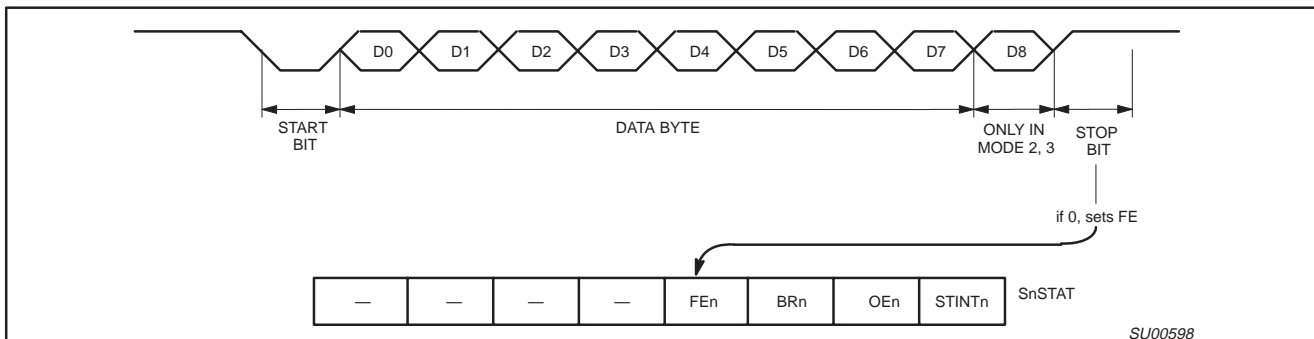 D0 D1 D2 D3 D4 D5 D6 D7 D8
START
BIT
DATA BYTE
ONLY IN
MODE 2, 3
STOP
BIT
if 0, sets FE
— — — — FEn BRn OEn STINTn SnSTAT
SU00598